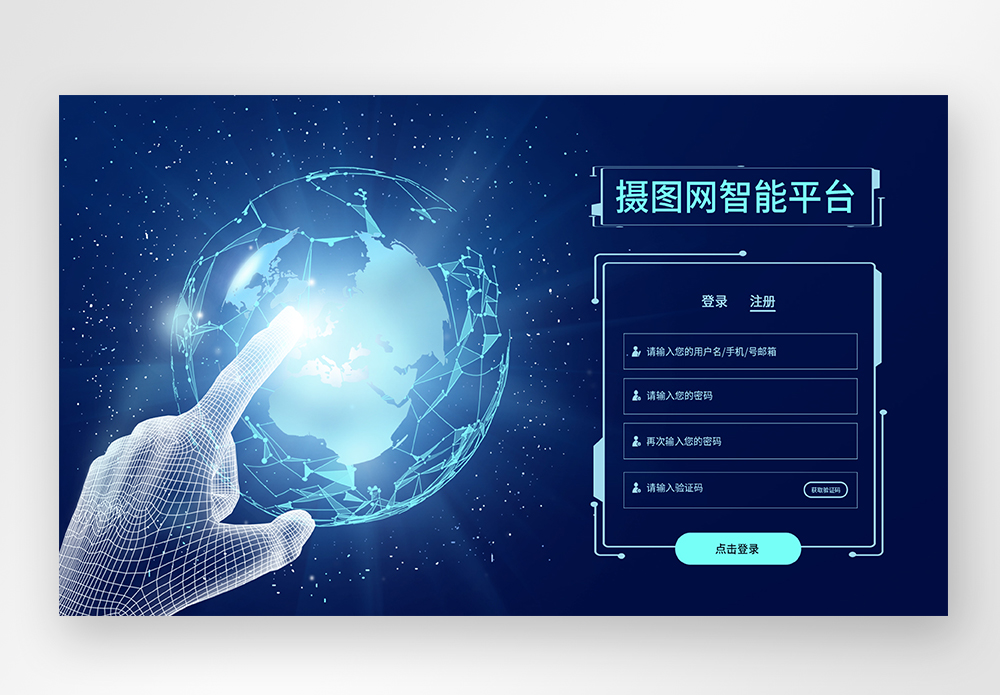 摄图网智能平台
登录 注册
请输入您的用户名/手机/号邮箱
请输入您的密码
再次输入您的密码
请输入验证码 获取验证码
点击登录